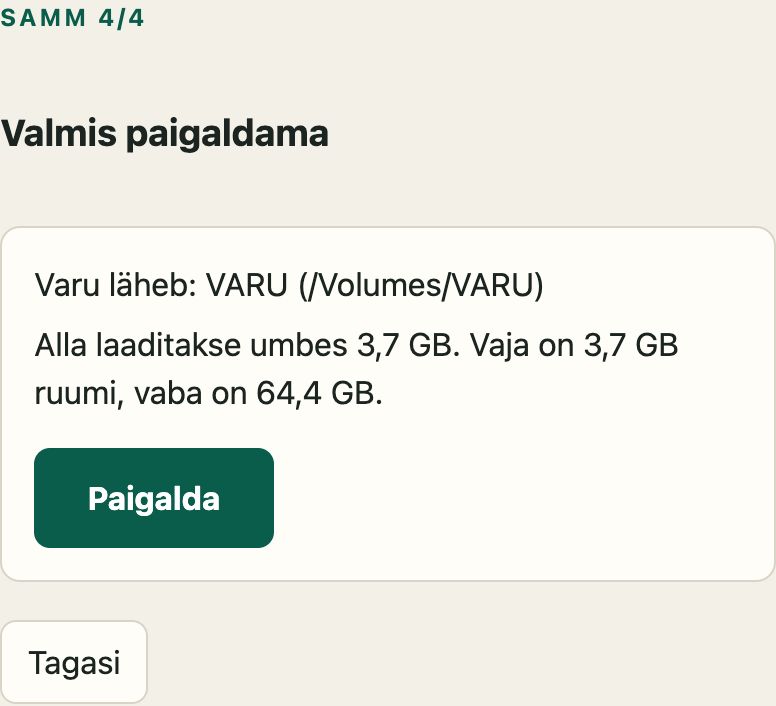 SAMM 4/4
Valmis paigaldama
Varu läheb: VARU (/Volumes/VARU)
Alla laaditakse umbes 3,7 GB. Vaja on 3,7 GB
ruumi, vaba on 64,4 GB.
Paigalda
Tagasi